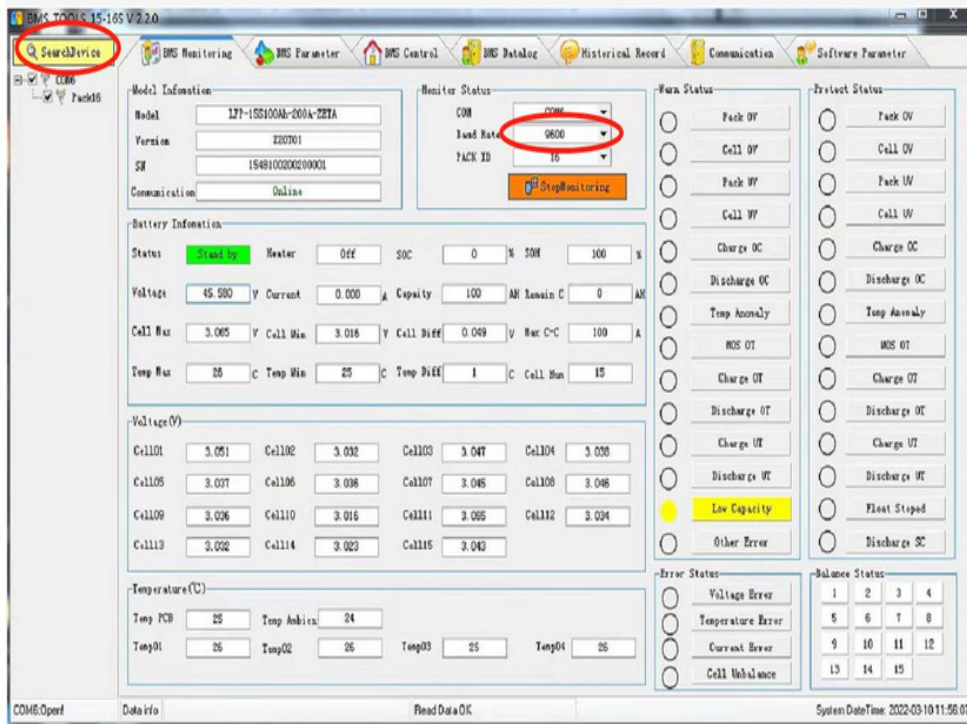 BMS TOOLS 15-16S V 2.2.0
SearchDevice
BMS Monitoring
BMS Parameter
BMS Control
BMS Datalog
Historical Record
Communication
Software Parameter
COM6
Pack16
Model Infomation
Model LFP-15S100Ah-200A-ZETA
Version Z20T01
SN 1548100200200001
Communication Online
Monitor Status
COM COM6
Baud Rate 9600
PACK ID 16
StopMonitoring
Battery Infomation
Status Stand by Heater Off SOC 0 % SOH 100 %
Voltage 45.580 V Current 0.000 A Capaity 100 AH Remain C 0 AH
Cell Max 3.065 V Cell Min 3.016 V Cell Diff 0.049 V Max C-C 100 A
Temp Max 26 C Temp Min 25 C Temp Diff 1 C Cell Num 15
Voltage(V)
Cell01 3.051 Cell02 3.032 Cell03 3.047 Cell04 3.038
Cell05 3.037 Cell06 3.036 Cell07 3.045 Cell08 3.046
Cell09 3.036 Cell10 3.016 Cell11 3.065 Cell12 3.034
Cell13 3.032 Cell14 3.023 Cell15 3.043
Temperature(℃)
Temp PCB 25 Temp Ambien 24
Temp01 26 Temp02 26 Temp03 25 Temp04 26
Warn Status
Pack OV
Cell OV
Pack UV
Cell UV
Charge OC
Discharge OC
Temp Anomaly
MOS OT
Charge OT
Discharge OT
Charge UT
Discharge UT
Low Capacity
Other Error
Protect Status
Pack OV
Cell OV
Pack UV
Cell UV
Charge OC
Discharge OC
Temp Anomaly
MOS OT
Charge OT
Discharge OT
Charge UT
Discharge UT
Float Stoped
Discharge SC
Error Status
Voltage Error
Temperature Error
Current Error
Cell Unbalance
Balance Status
1 2 3 4
5 6 7 8
9 10 11 12
13 14 15
Data info
Read Data OK
System DateTime: 2022-03-10 11:56:07